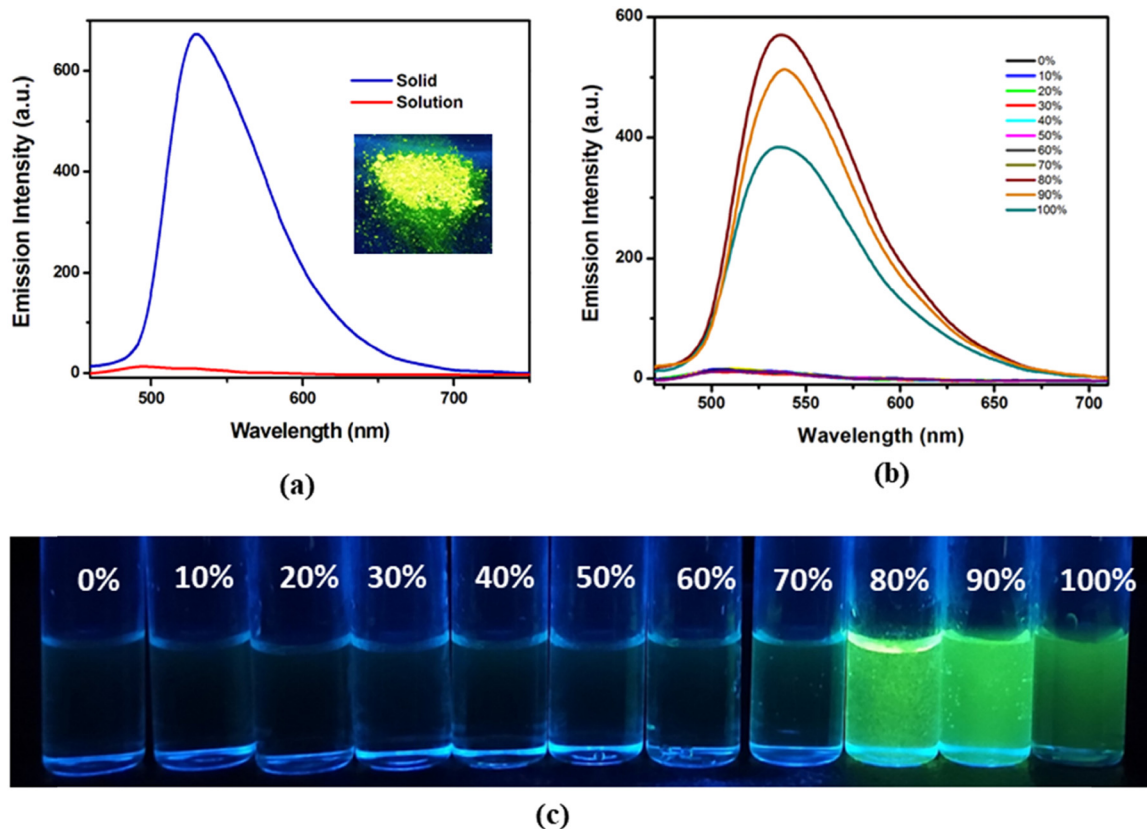 600
400
200
0
500
600
700
Emission Intensity (a.u.)
Wavelength (nm)
Solid
Solution
(a)
600
400
200
0
500
550
600
650
700
Emission Intensity (a.u.)
Wavelength (nm)
0%
10%
20%
30%
40%
50%
60%
70%
80%
90%
100%
(b)
0% 10% 20% 30% 40% 50% 60% 70% 80% 90% 100%
(c)